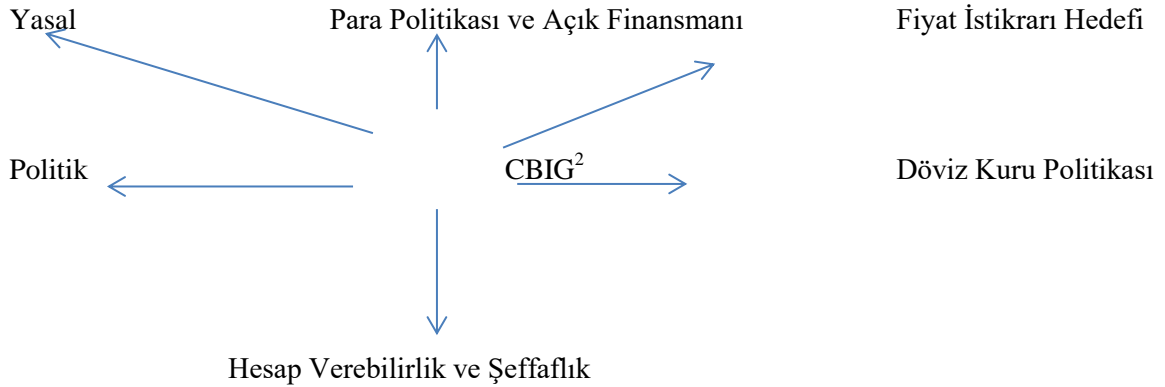 Yasal Para Politikası ve Açık Finansmanı Fiyat İstikrarı Hedefi
Politik CBIG² Döviz Kuru Politikası
Hesap Verebilirlik ve Şeffaflık